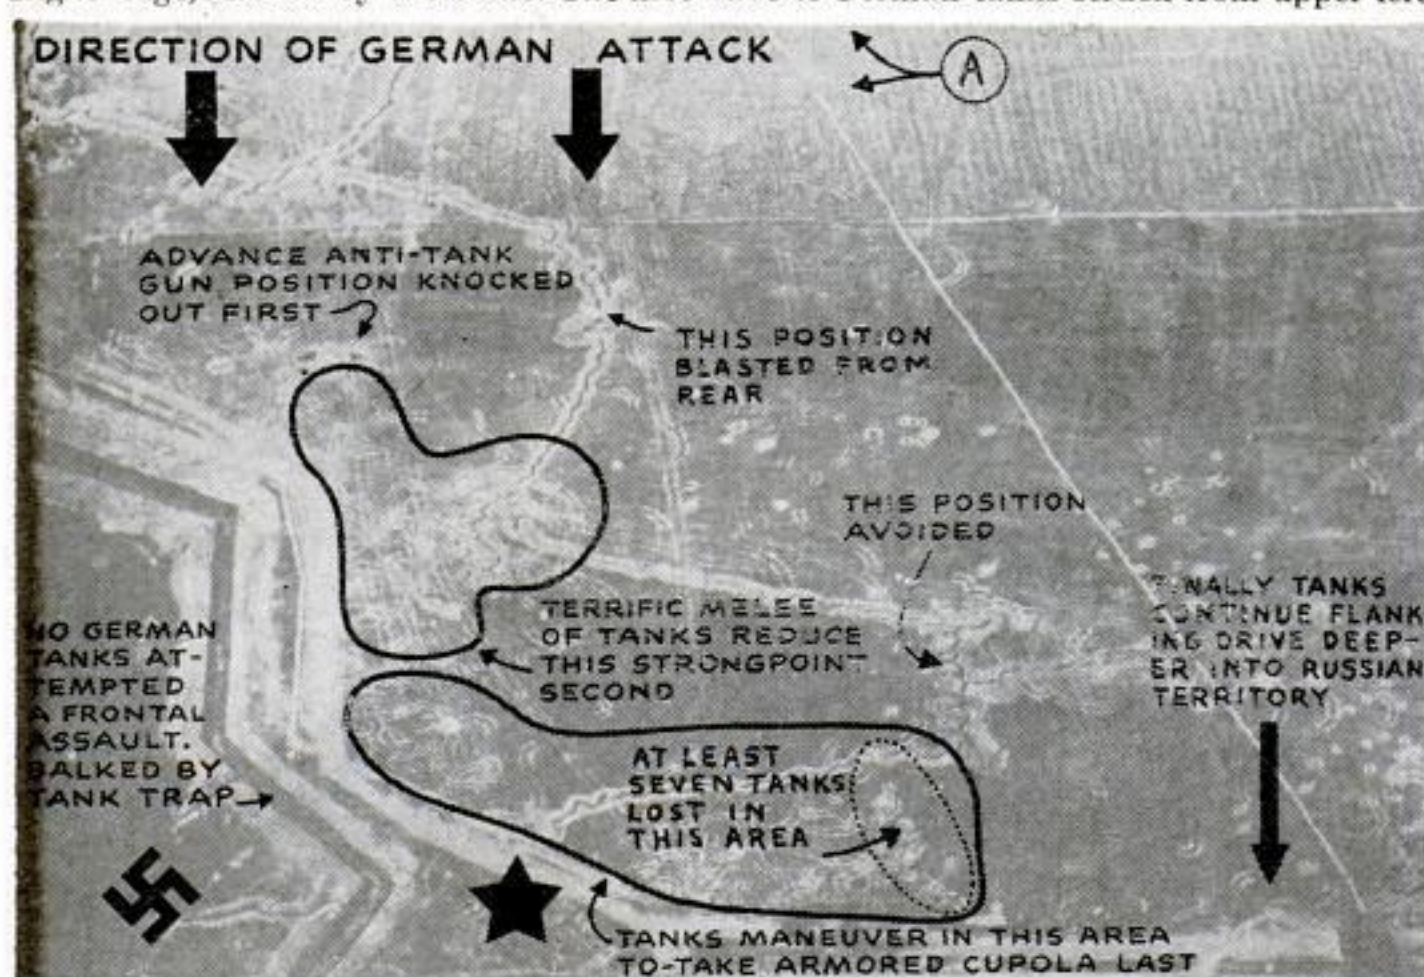 DIRECTION OF GERMAN ATTACK
A
ADVANCE ANTI-TANK
GUN POSITION KNOCKED
OUT FIRST
THIS POSITION
BLASTED FROM
REAR
THIS POSITION
AVOIDED
FINALLY TANKS
CONTINUE FLANK-
ING DRIVE DEEP-
ER INTO RUSSIAN
TERRITORY
TERRIFIC MELEE
OF TANKS REDUCE
THIS STRONGPOINT
SECOND
NO GERMAN
TANKS AT-
TEMPTED
A FRONTAL
ASSAULT.
BALKED BY
TANK TRAP
AT LEAST
SEVEN TANKS
LOST IN
THIS AREA
TANKS MANEUVER IN THIS AREA
TO-TAKE ARMORED CUPOLA LAST